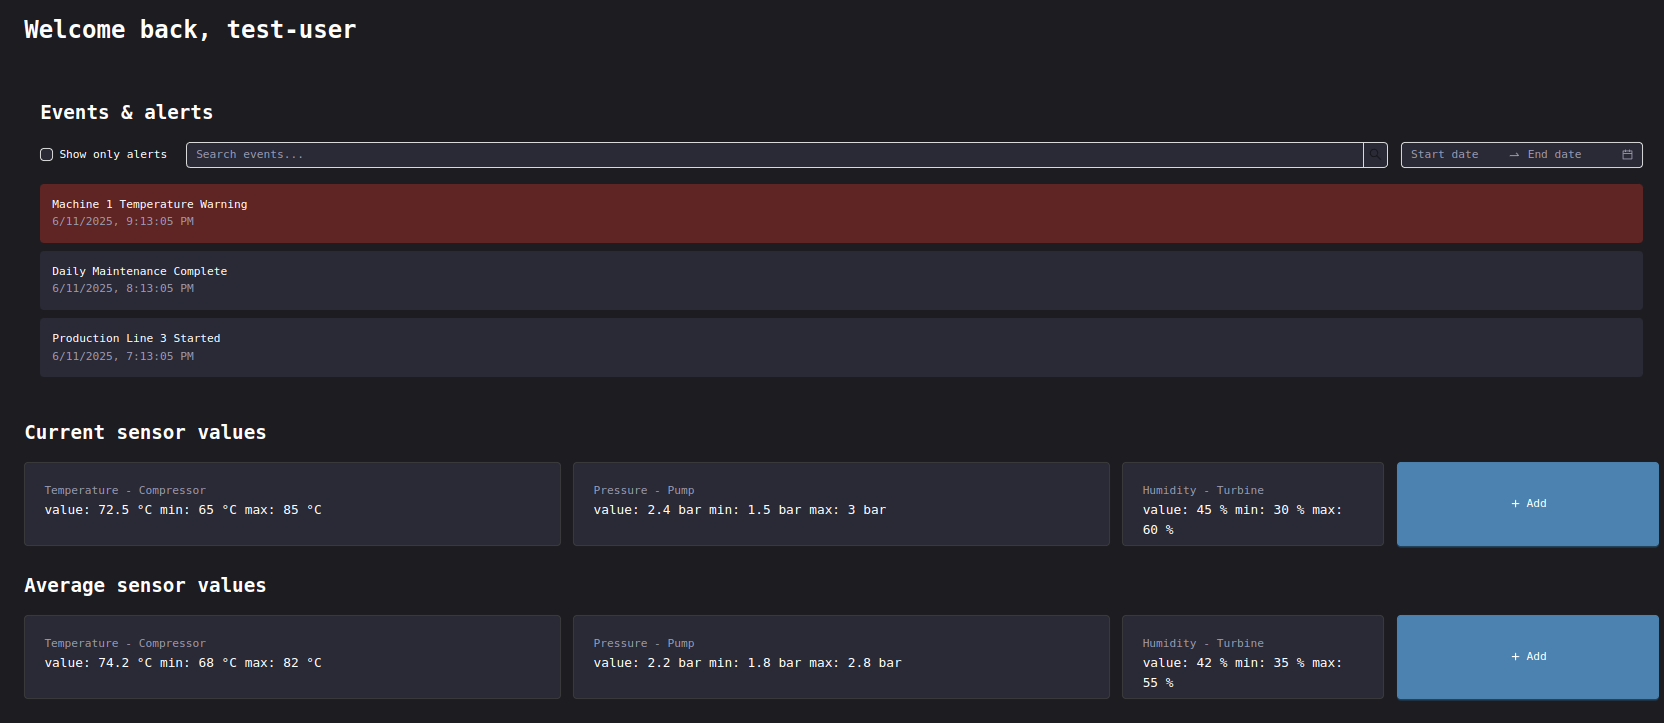 Welcome back, test-user
Events & alerts
Show only alerts
Search events...
Start date
End date
Machine 1 Temperature Warning
6/11/2025, 9:13:05 PM
Daily Maintenance Complete
6/11/2025, 8:13:05 PM
Production Line 3 Started
6/11/2025, 7:13:05 PM
Current sensor values
Temperature - Compressor
value: 72.5 °C min: 65 °C max: 85 °C
Pressure - Pump
value: 2.4 bar min: 1.5 bar max: 3 bar
Humidity - Turbine
value: 45 % min: 30 % max:
60 %
+ Add
Average sensor values
Temperature - Compressor
value: 74.2 °C min: 68 °C max: 82 °C
Pressure - Pump
value: 2.2 bar min: 1.8 bar max: 2.8 bar
Humidity - Turbine
value: 42 % min: 35 % max:
55 %
+ Add